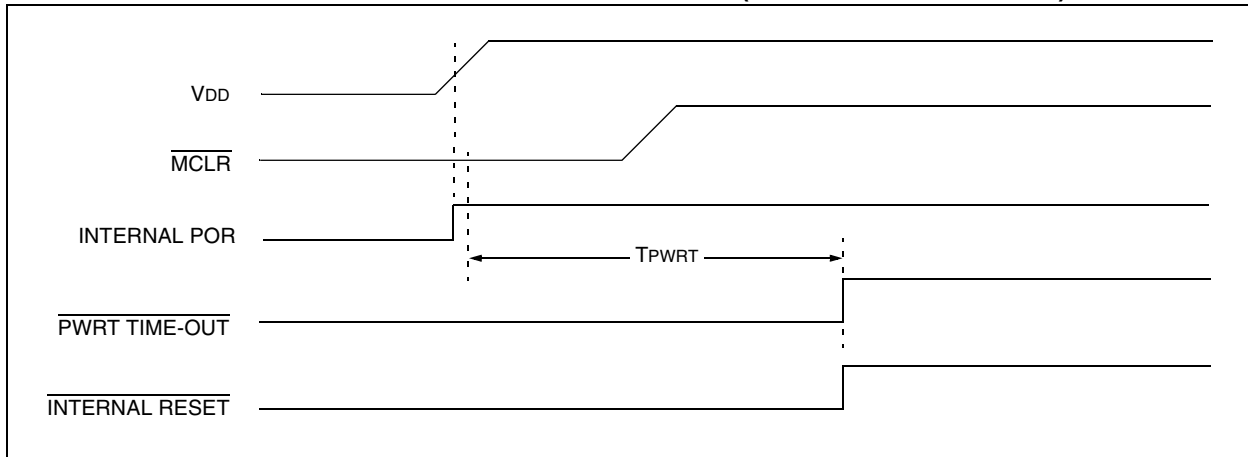 VDD
MCLR
INTERNAL POR
TPWRT
PWRT TIME-OUT
INTERNAL RESET